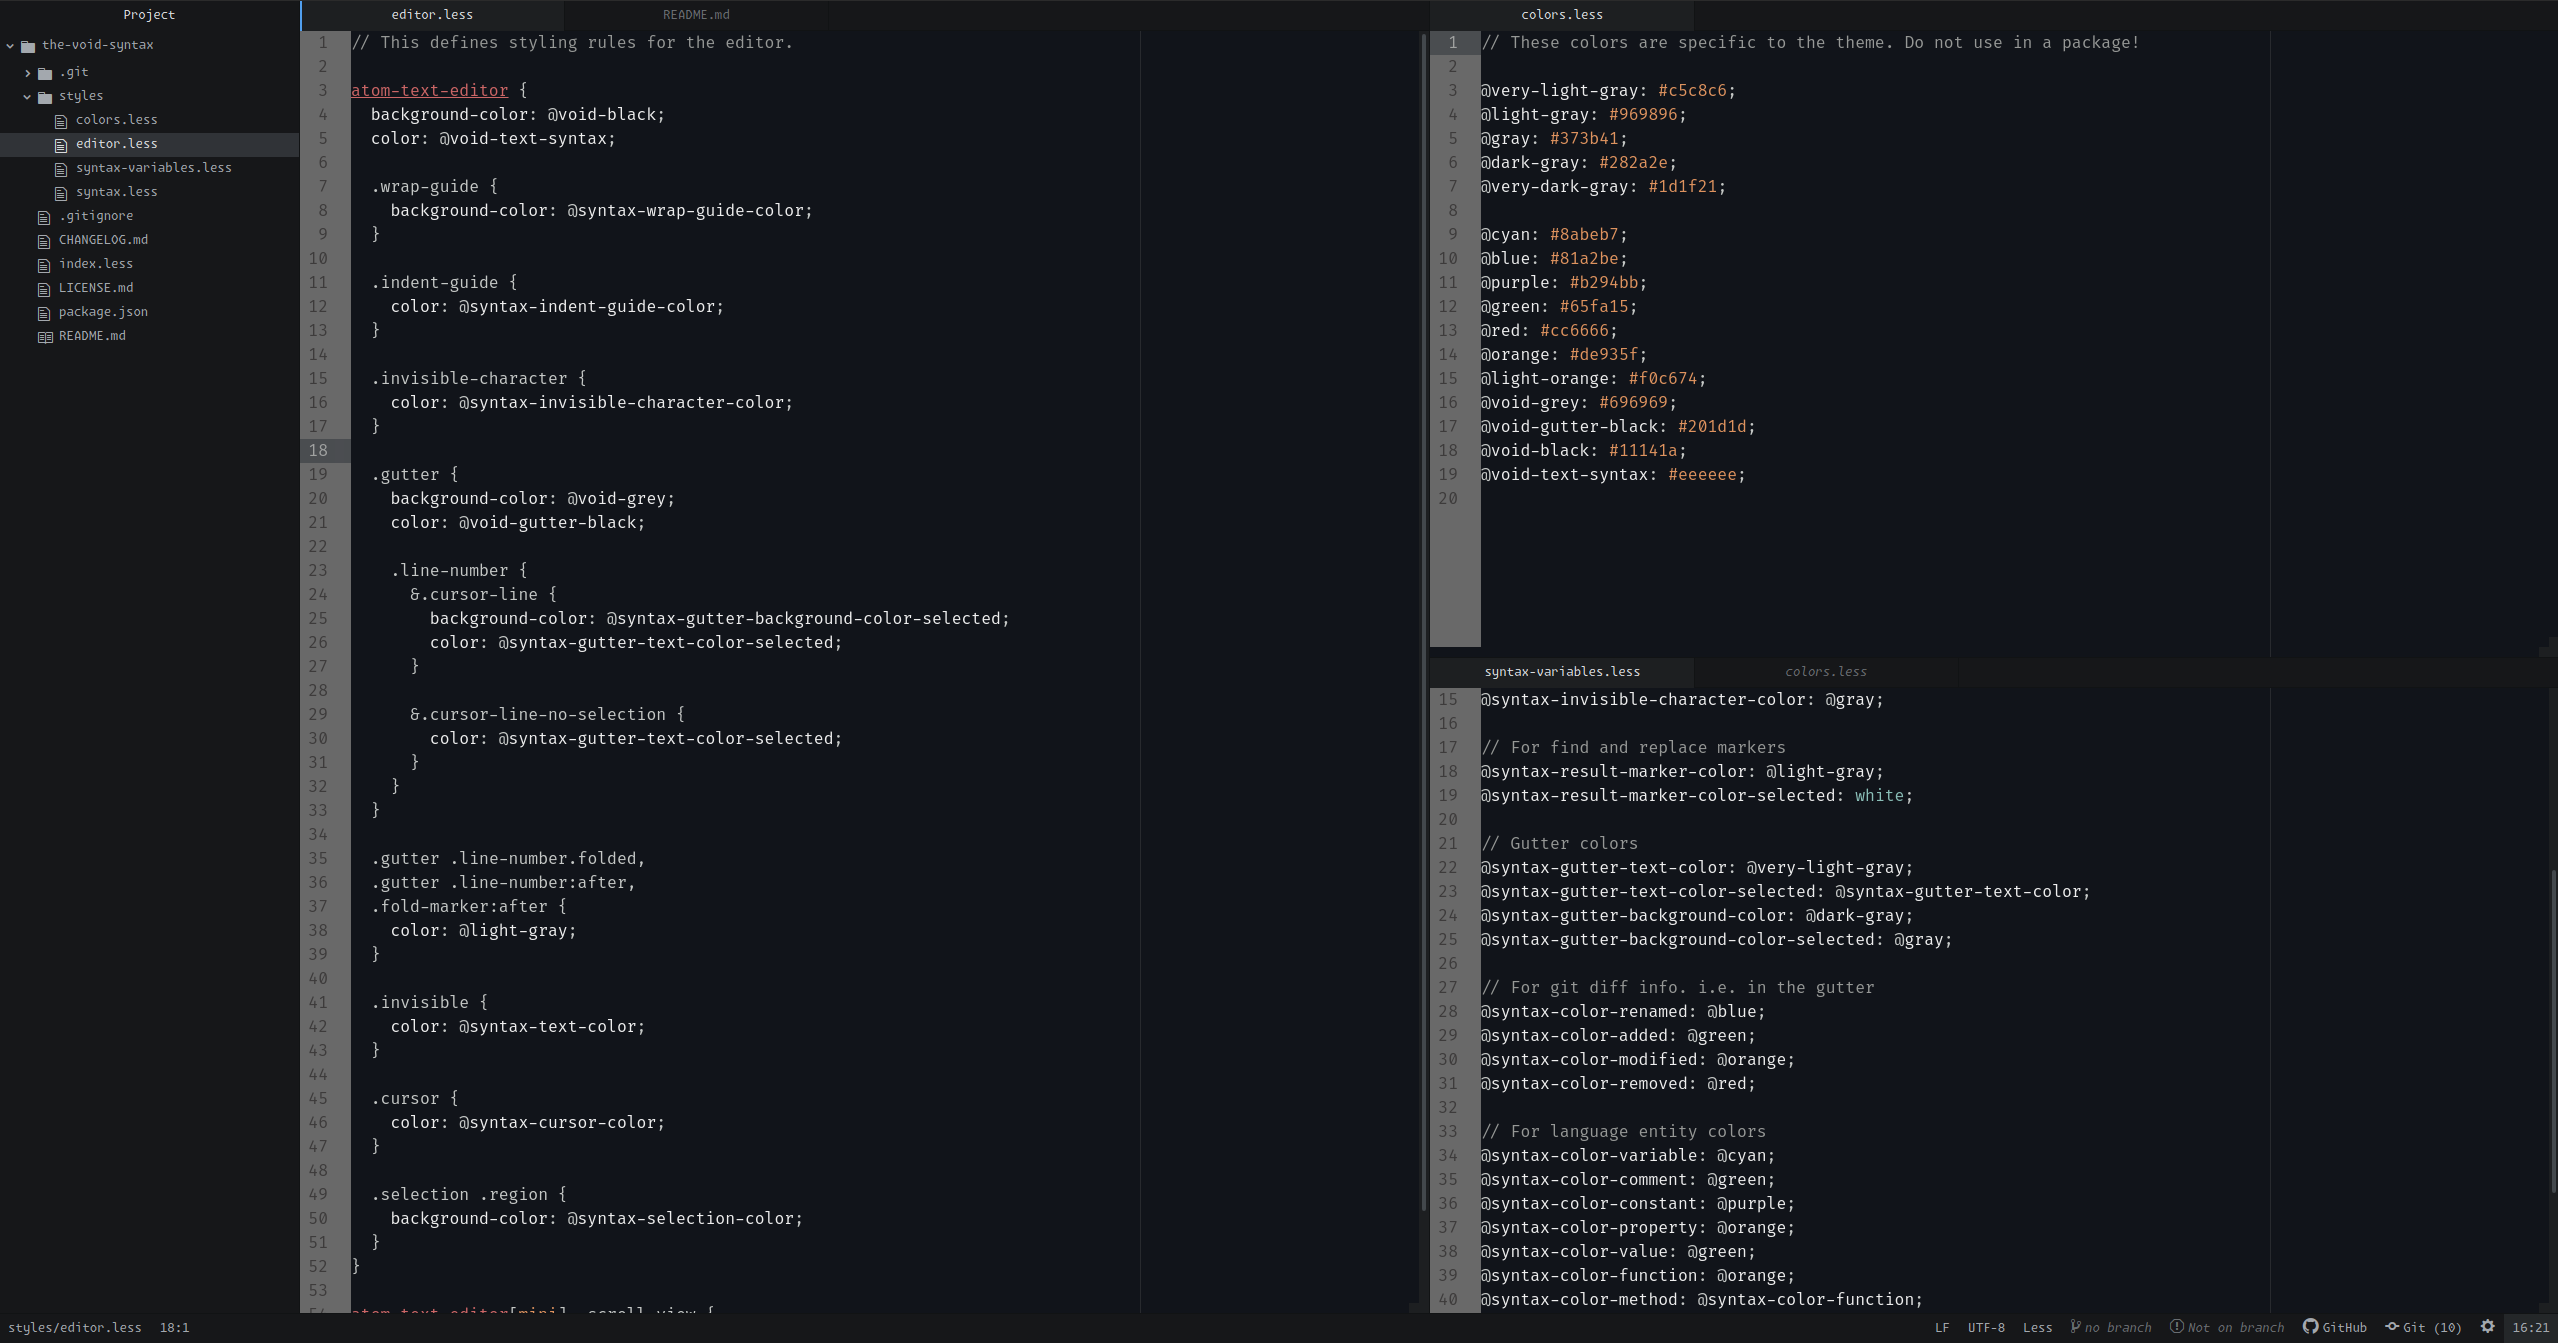 Project
the-void-syntax
.git
styles
colors.less
editor.less
syntax-variables.less
syntax.less
.gitignore
CHANGELOG.md
index.less
LICENSE.md
package.json
README.md
editor.less README.md
1 // This defines styling rules for the editor.
2
3 atom-text-editor {
4 background-color: @void-black;
5 color: @void-text-syntax;
6
7 .wrap-guide {
8 background-color: @syntax-wrap-guide-color;
9 }
10
11 .indent-guide {
12 color: @syntax-indent-guide-color;
13 }
14
15 .invisible-character {
16 color: @syntax-invisible-character-color;
17 }
18
19 .gutter {
20 background-color: @void-grey;
21 color: @void-gutter-black;
22
23 .line-number {
24 &.cursor-line {
25 background-color: @syntax-gutter-background-color-selected;
26 color: @syntax-gutter-text-color-selected;
27 }
28
29 &.cursor-line-no-selection {
30 color: @syntax-gutter-text-color-selected;
31 }
32 }
33 }
34
35 .gutter .line-number.folded,
36 .gutter .line-number:after,
37 .fold-marker:after {
38 color: @light-gray;
39 }
40
41 .invisible {
42 color: @syntax-text-color;
43 }
44
45 .cursor {
46 color: @syntax-cursor-color;
47 }
48
49 .selection .region {
50 background-color: @syntax-selection-color;
51 }
52 }
53
54 atom-text-editor[mini] .scroll-view {
colors.less
1 // These colors are specific to the theme. Do not use in a package!
2
3 @very-light-gray: #c5c8c6;
4 @light-gray: #969896;
5 @gray: #373b41;
6 @dark-gray: #282a2e;
7 @very-dark-gray: #1d1f21;
8
9 @cyan: #8abeb7;
10 @blue: #81a2be;
11 @purple: #b294bb;
12 @green: #65fa15;
13 @red: #cc6666;
14 @orange: #de935f;
15 @light-orange: #f0c674;
16 @void-grey: #696969;
17 @void-gutter-black: #201d1d;
18 @void-black: #11141a;
19 @void-text-syntax: #eeeeee;
20
syntax-variables.less colors.less
15 @syntax-invisible-character-color: @gray;
16
17 // For find and replace markers
18 @syntax-result-marker-color: @light-gray;
19 @syntax-result-marker-color-selected: white;
20
21 // Gutter colors
22 @syntax-gutter-text-color: @very-light-gray;
23 @syntax-gutter-text-color-selected: @syntax-gutter-text-color;
24 @syntax-gutter-background-color: @dark-gray;
25 @syntax-gutter-background-color-selected: @gray;
26
27 // For git diff info. i.e. in the gutter
28 @syntax-color-renamed: @blue;
29 @syntax-color-added: @green;
30 @syntax-color-modified: @orange;
31 @syntax-color-removed: @red;
32
33 // For language entity colors
34 @syntax-color-variable: @cyan;
35 @syntax-color-comment: @green;
36 @syntax-color-constant: @purple;
37 @syntax-color-property: @orange;
38 @syntax-color-value: @green;
39 @syntax-color-function: @orange;
40 @syntax-color-method: @syntax-color-function;
styles/editor.less 18:1 LF UTF-8 Less no branch Not on branch GitHub Git (10) 16:21